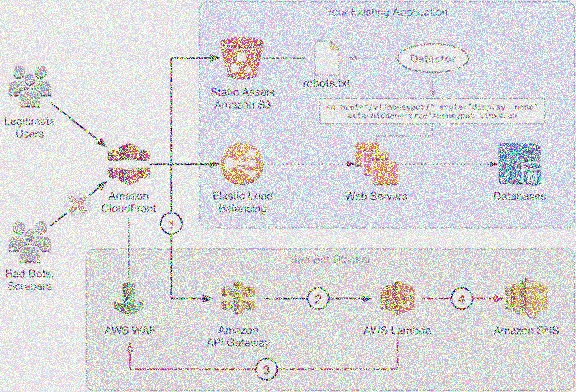 Your Existing Application
Static Assets
Amazon S3
robots.txt
Detector
Legitimate
Users
Amazon
CloudFront
Elastic Load
Balancing
Web Servers
Databases
1
Bad Bots,
Scrapers
AWS WAF
Amazon
API Gateway
2
AWS Lambda
4
Amazon SNS
3